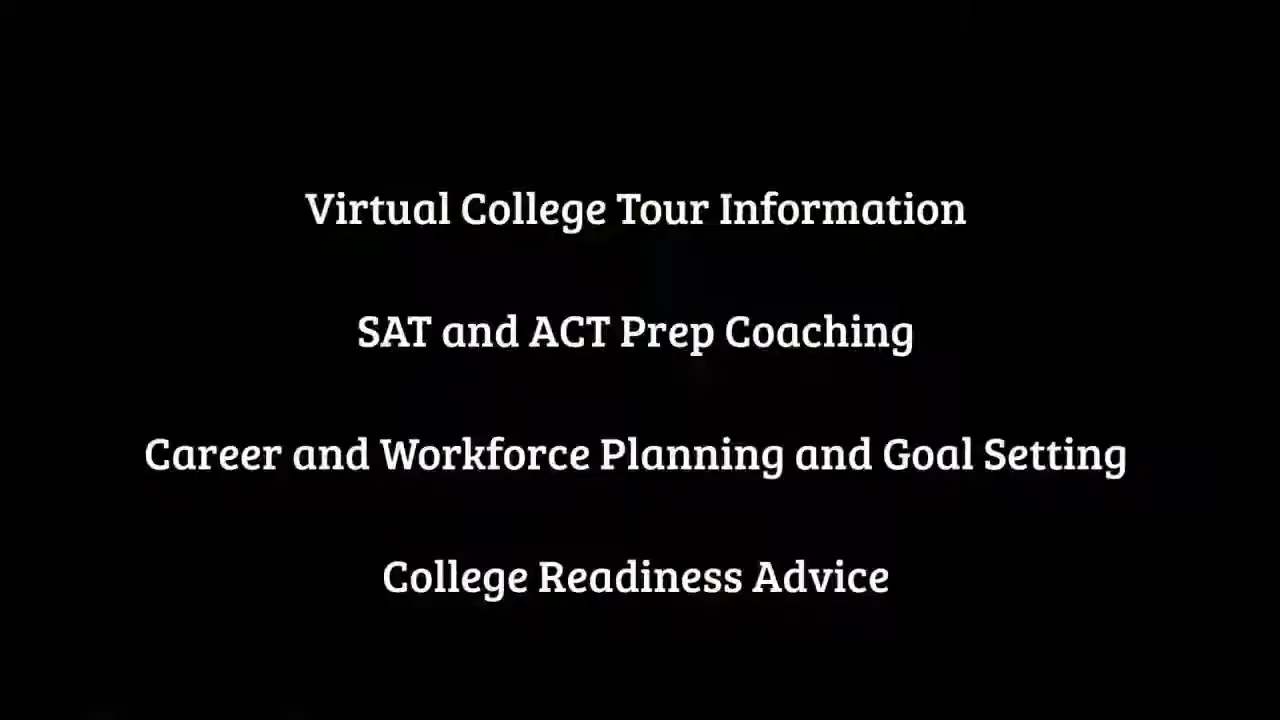 Virtual College Tour Information
SAT and ACT Prep Coaching
Career and Workforce Planning and Goal Setting
College Readiness Advice